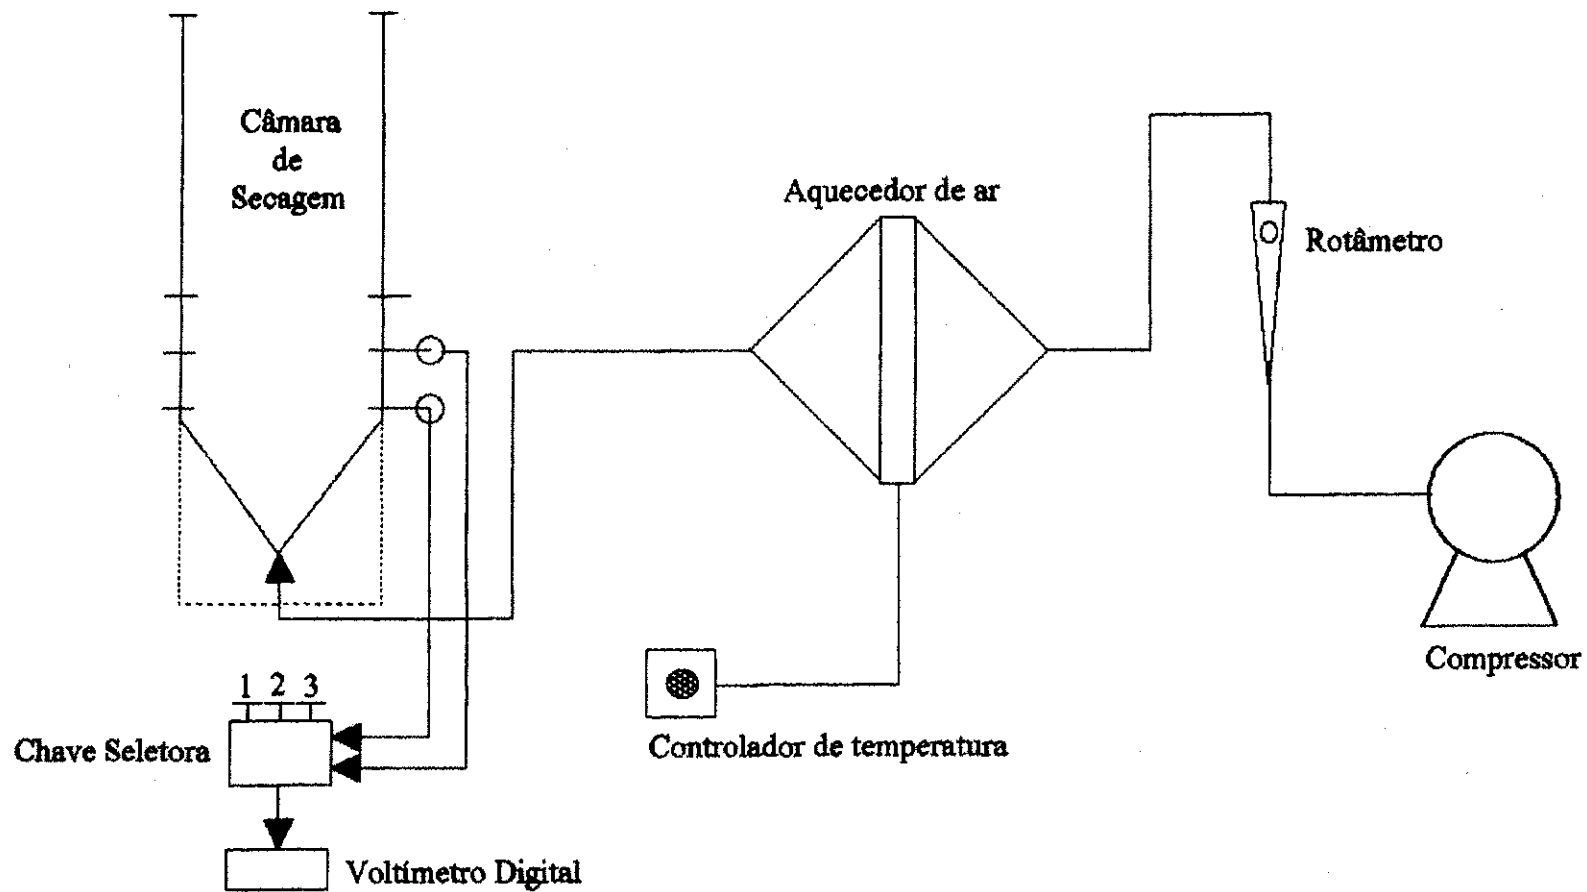 Câmara
de
Secagem
Aquecedor de ar
Rotâmetro
Compressor
1 2 3
Chave Seletora
Controlador de temperatura
Voltímetro Digital